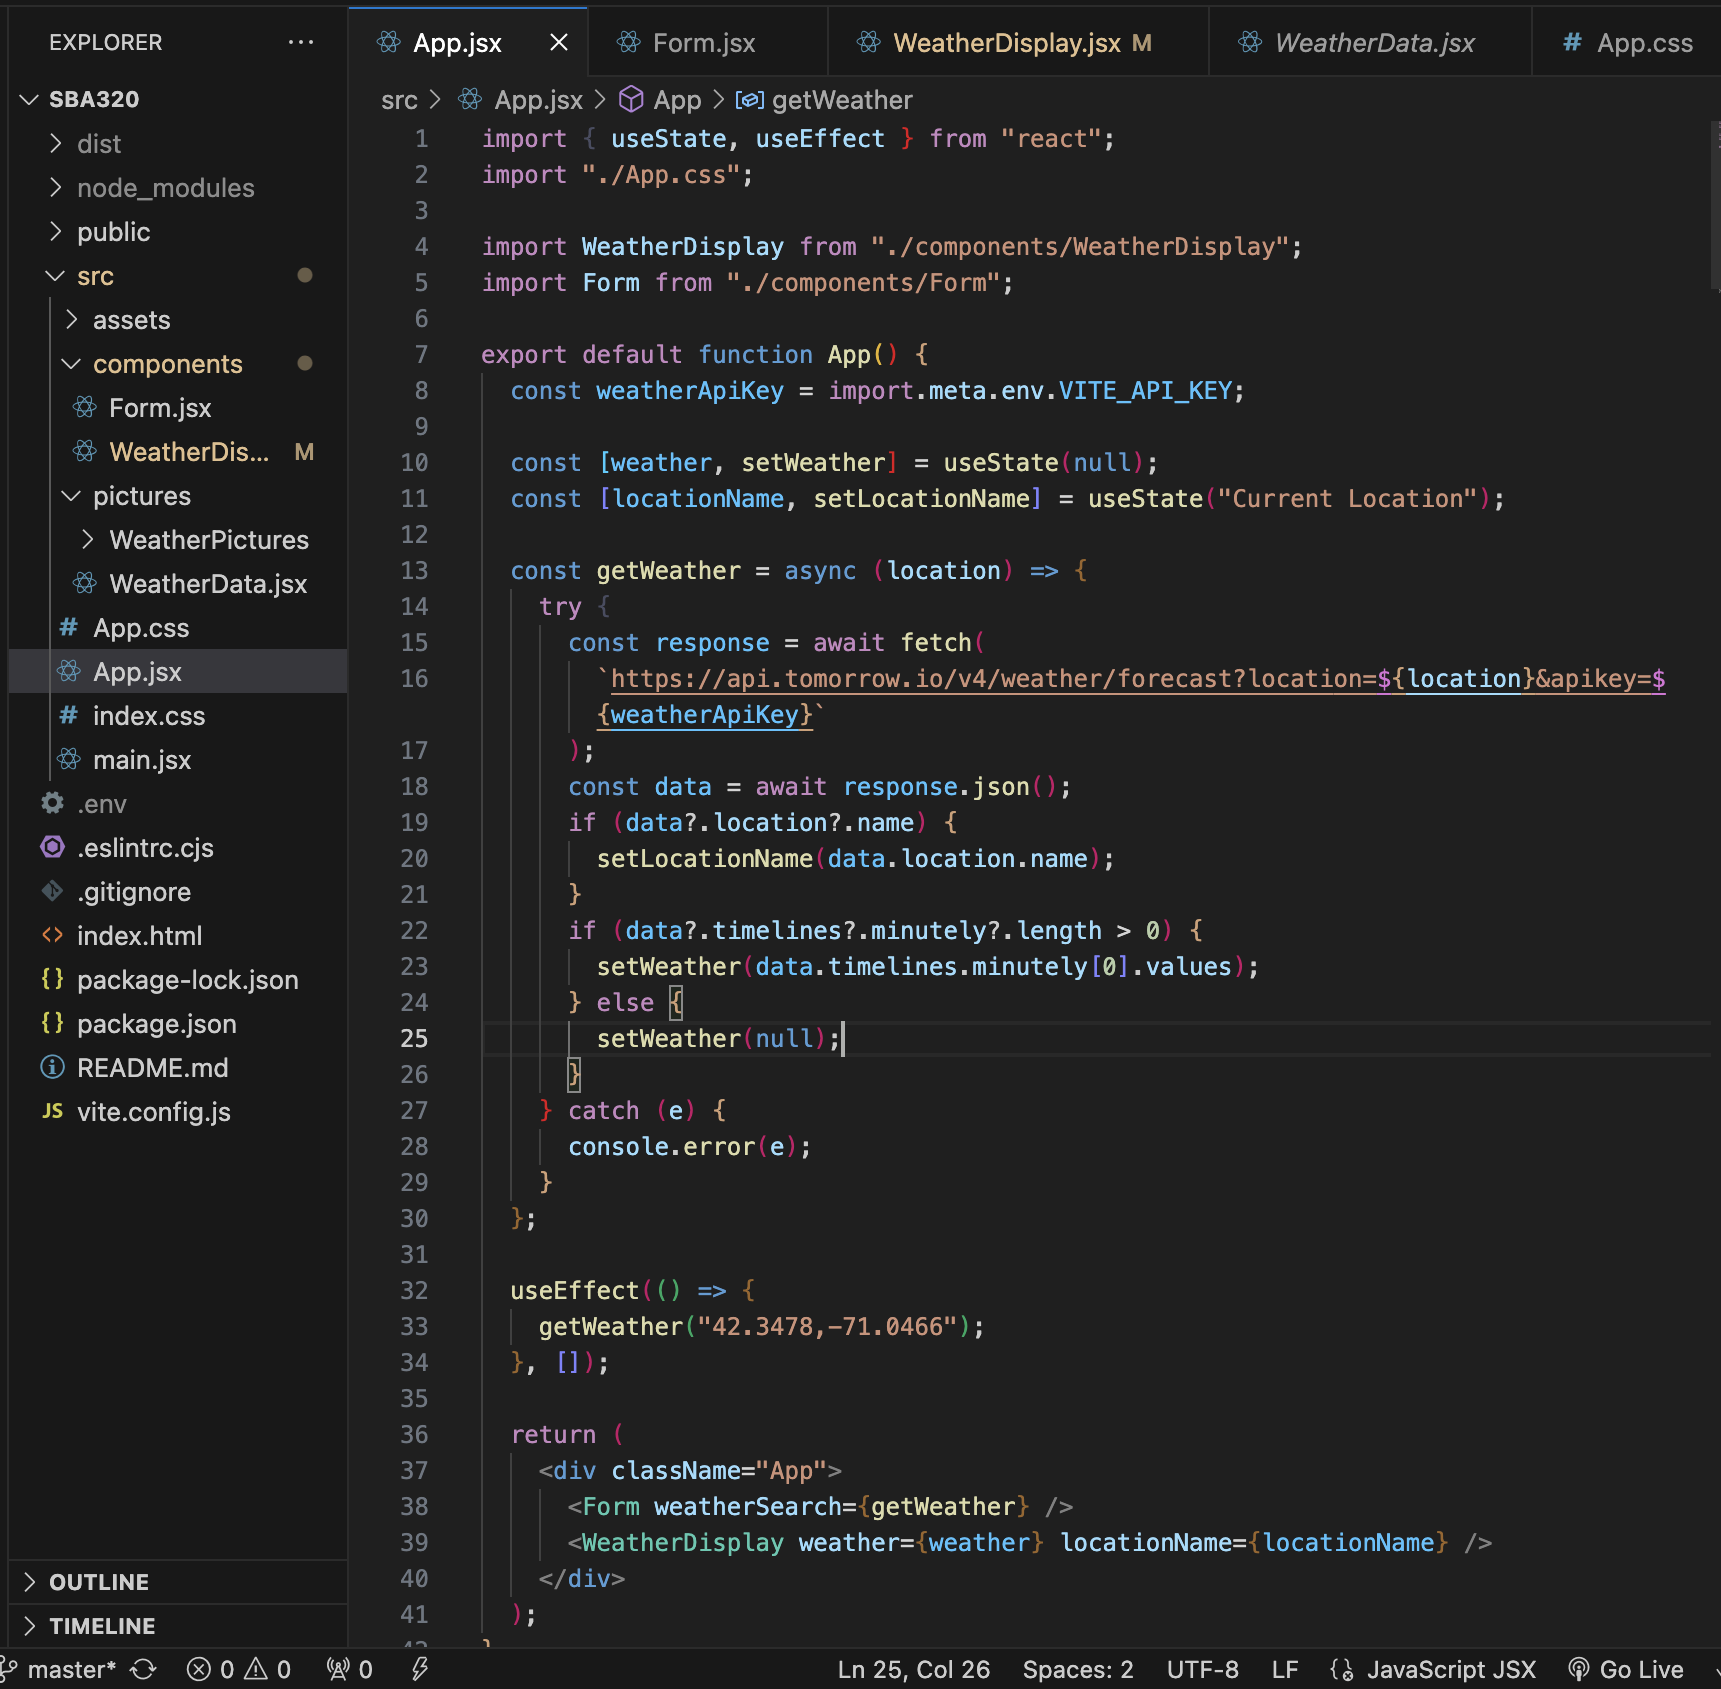 EXPLORER ···
SBA320
dist
node_modules
public
src
assets
components
Form.jsx
WeatherDis... M
pictures
WeatherPictures
WeatherData.jsx
# App.css
App.jsx
# index.css
main.jsx
.env
.eslintrc.cjs
.gitignore
<> index.html
{} package-lock.json
{} package.json
README.md
JS vite.config.js
OUTLINE
TIMELINE
App.jsx × Form.jsx WeatherDisplay.jsx M WeatherData.jsx # App.css
src > App.jsx > App > getWeather
1 import { useState, useEffect } from "react";
2 import "./App.css";
3
4 import WeatherDisplay from "./components/WeatherDisplay";
5 import Form from "./components/Form";
6
7 export default function App() {
8 const weatherApiKey = import.meta.env.VITE_API_KEY;
9
10 const [weather, setWeather] = useState(null);
11 const [locationName, setLocationName] = useState("Current Location");
12
13 const getWeather = async (location) => {
14 try {
15 const response = await fetch(
16 `https://api.tomorrow.io/v4/weather/forecast?location=${location}&apikey=$
{weatherApiKey}`
17 );
18 const data = await response.json();
19 if (data?.location?.name) {
20 setLocationName(data.location.name);
21 }
22 if (data?.timelines?.minutely?.length > 0) {
23 setWeather(data.timelines.minutely[0].values);
24 } else {
25 setWeather(null);
26 }
27 } catch (e) {
28 console.error(e);
29 }
30 };
31
32 useEffect(() => {
33 getWeather("42.3478,-71.0466");
34 }, []);
35
36 return (
37 <div className="App">
38 <Form weatherSearch={getWeather} />
39 <WeatherDisplay weather={weather} locationName={locationName} />
40 </div>
41 );
42 }
master* 0 0 0 Ln 25, Col 26 Spaces: 2 UTF-8 LF JavaScript JSX Go Live